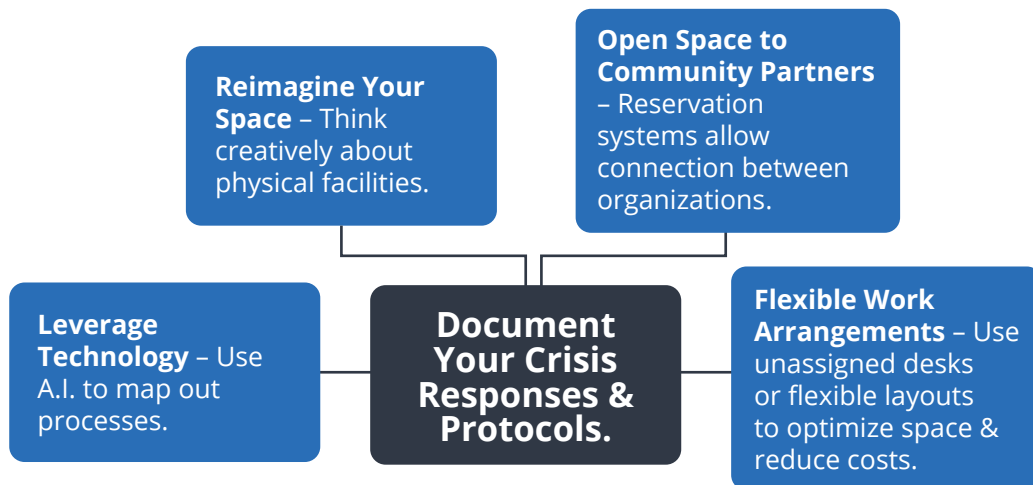 Reimagine Your
Space – Think
creatively about
physical facilities.
Open Space to
Community Partners
– Reservation
systems allow
connection between
organizations.
Leverage
Technology – Use
A.I. to map out
processes.
Document
Your Crisis
Responses &
Protocols.
Flexible Work
Arrangements – Use
unassigned desks
or flexible layouts
to optimize space &
reduce costs.